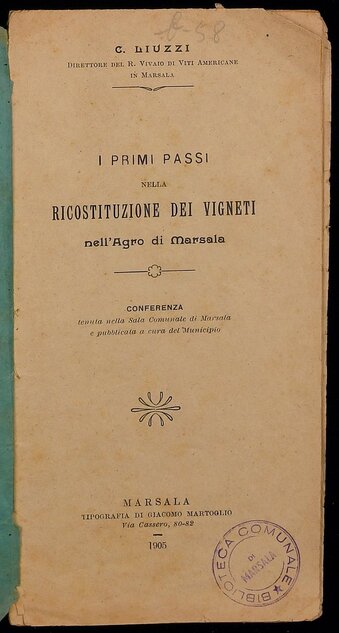 b-58
C. LIUZZI
DIRETTORE DEL R. VIVAIO DI VITI AMERICANE
IN MARSALA
I PRIMI PASSI
NELLA
RICOSTITUZIONE DEI VIGNETI
nell'Agro di Marsala
CONFERENZA
tenuta nella Sala Comunale di Marsala
e pubblicata a cura del Municipio
MARSALA
TIPOGRAFIA DI GIACOMO MARTOGLIO
Via Cassero, 80-82
1905
BIBLIOTECA COMUNALE
DI
MARSALA